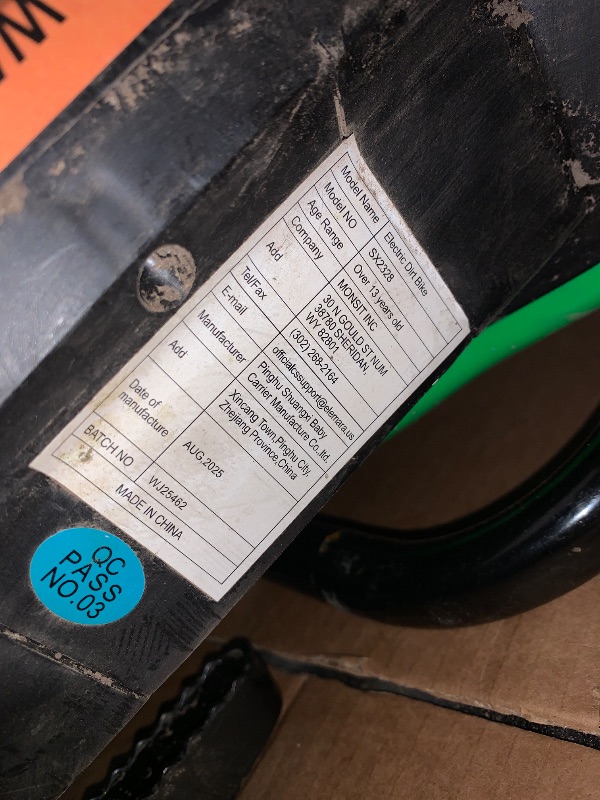 Model Name Electric Dirt Bike
Model NO SX2328
Age Range Over 13 years old
Company MONSIT INC
Add 30 N GOULD ST NUM
38780 SHERIDAN,
WY 82801
Tel/Fax (302) 268-2164
E-mail officialcssupport@elemara.us
Manufacturer Pinghu Shuangxi Baby
Carrier Manufacture Co.,ltd.
Add Xincang Town,Pinghu City,
Zhejiang Province,China
Date of
manufacture AUG,2025
BATCH NO WJ25462
MADE IN CHINA
QC
PASS
NO.03